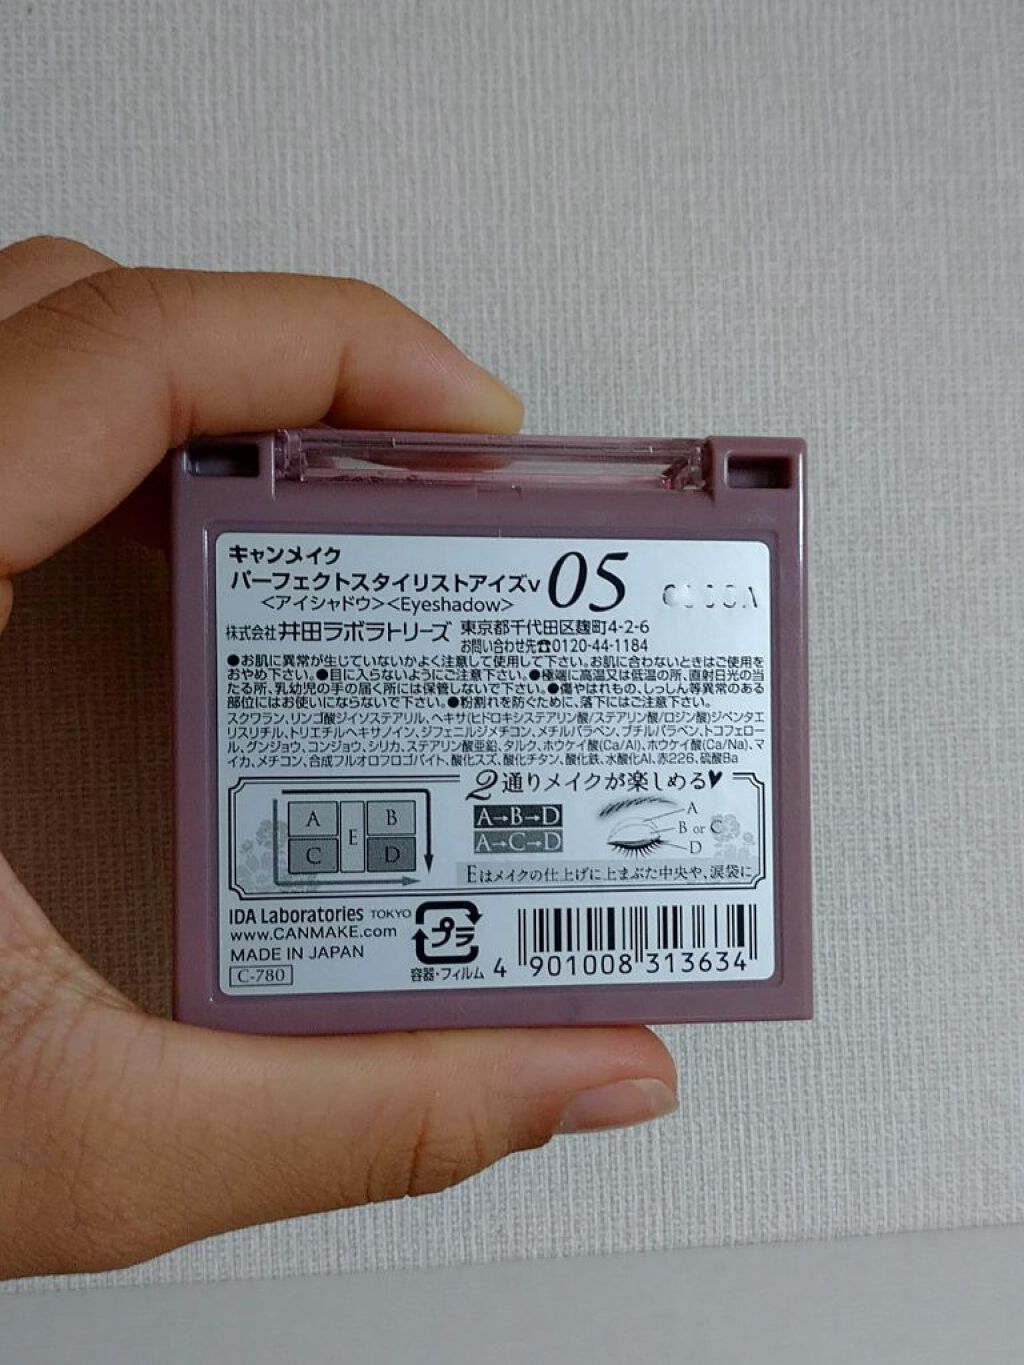 キャンメイク
パーフェクトスタイリストアイズv 05
<アイシャドウ><Eyeshadow>
株式会社 井田ラボラトリーズ 東京都千代田区麹町4-2-6
お問い合わせ先☎0120-44-1184
●お肌に異常が生じていないかよく注意して使用して下さい。お肌に合わないときはご使用を
おやめ下さい。●目に入らないようにご注意下さい。●極端に高温又は低温の所、直射日光の当
たる所、乳幼児の手の届く所には保管しないで下さい。●傷やはれもの、しっしん等異常のある
部位にはお使いにならないで下さい。●粉割れを防ぐために、落下にはご注意下さい。
スクワラン、リンゴ酸ジイソステアリル、ヘキサ(ヒドロキシステアリン酸/ステアリン酸/ロジン酸)ジペンタエ
リスリチル、トリエチルヘキサノイン、ジフェニルジメチコン、メチルパラベン、ブチルパラベン、トコフェロー
ル、グンジョウ、コンジョウ、シリカ、ステアリン酸亜鉛、タルク、ホウケイ酸(Ca/Al)、ホウケイ酸(Ca/Na)、マ
イカ、メチコン、合成フルオロフロゴパイト、酸化スズ、酸化チタン、酸化鉄、水酸化Al、赤226、硫酸Ba
2通りメイクが楽しめる♥
A B
E
C D
A→B→D
A→C→D
A
B or C
D
Eはメイクの仕上げに上まぶた中央や、涙袋に
IDA Laboratories TOKYO
www.CANMAKE.com
MADE IN JAPAN
C-780
プラ
容器・フィルム
4 901008 313634